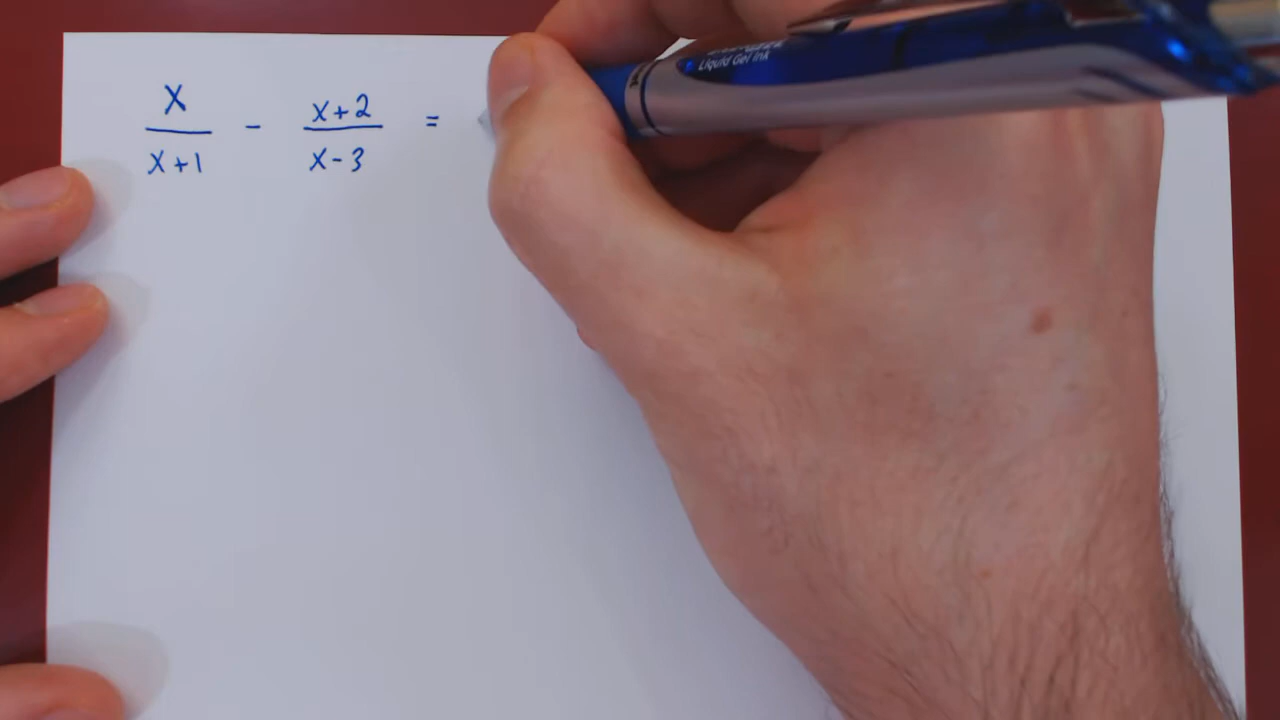 x/(x+1) - (x+2)/(x-3) =
Liquid Gel Ink